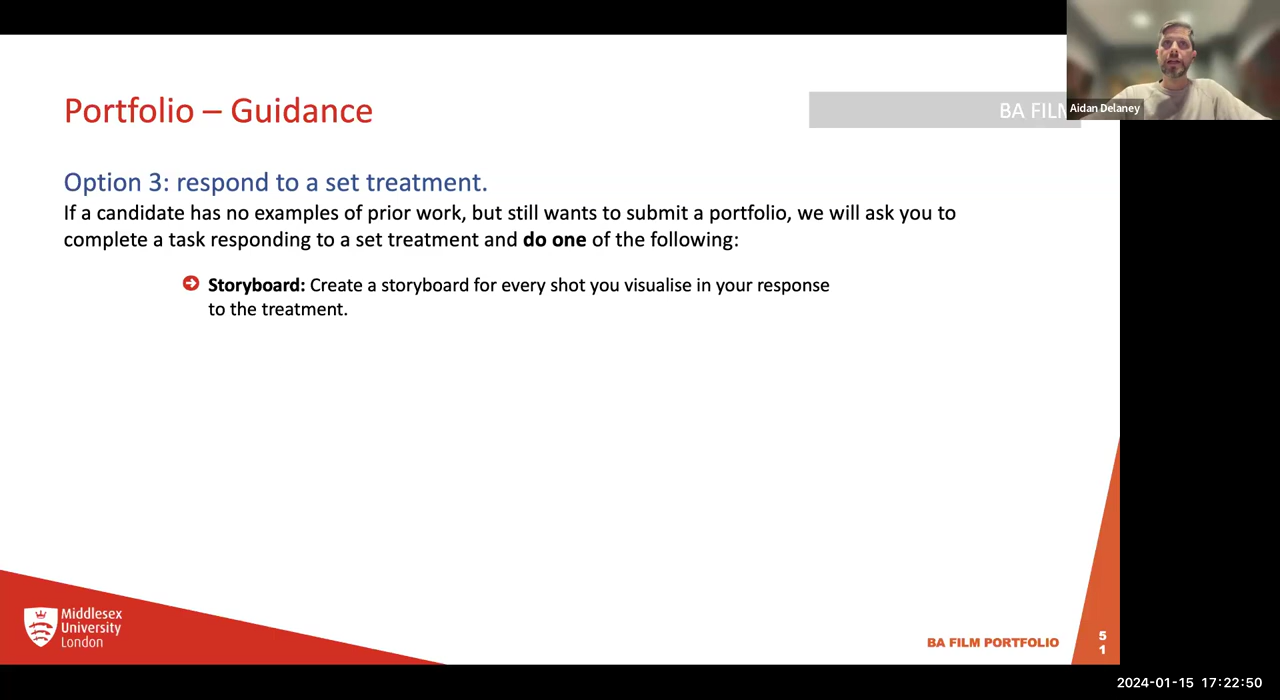 Portfolio – Guidance
BA FILM
Aidan Delaney
Option 3: respond to a set treatment.
If a candidate has no examples of prior work, but still wants to submit a portfolio, we will ask you to
complete a task responding to a set treatment and do one of the following:
Storyboard: Create a storyboard for every shot you visualise in your response
to the treatment.
Middlesex
University
London
BA FILM PORTFOLIO
5
1
2024-01-15 17:22:50